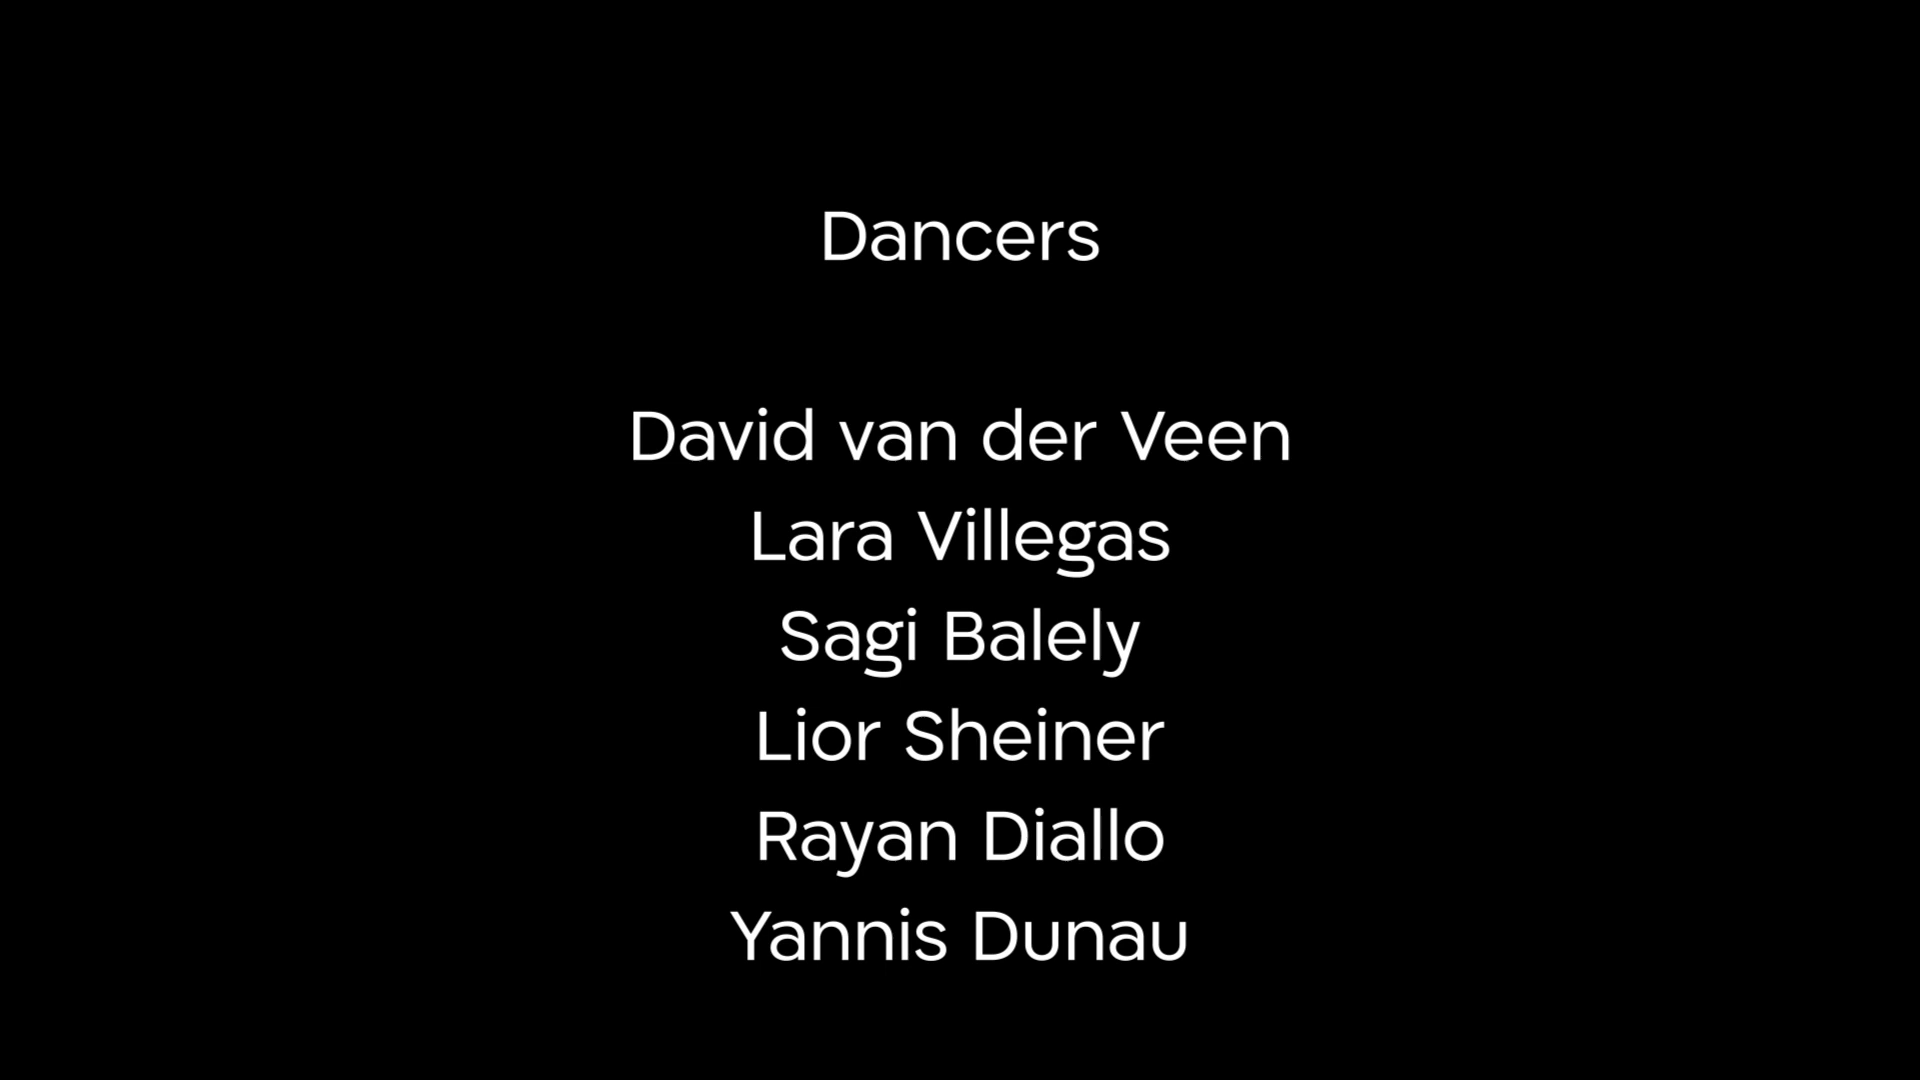 Dancers
David van der Veen
Lara Villegas
Sagi Balely
Lior Sheiner
Rayan Diallo
Yannis Dunau